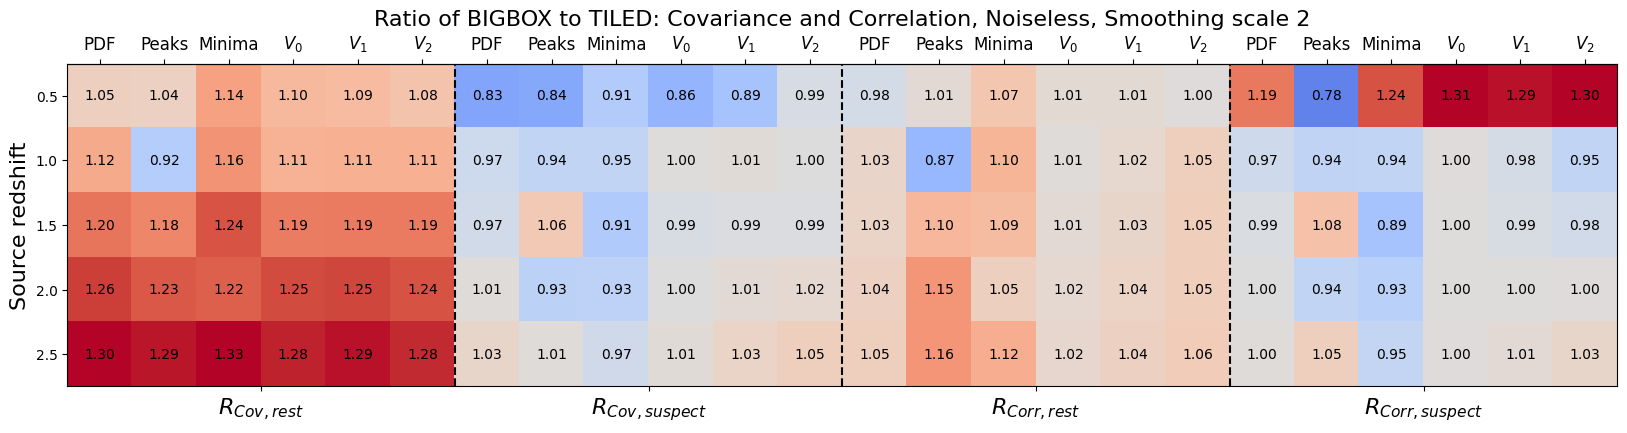 Ratio of BIGBOX to TILED: Covariance and Correlation, Noiseless, Smoothing scale 2
PDF Peaks Minima V0 V1 V2 PDF Peaks Minima V0 V1 V2 PDF Peaks Minima V0 V1 V2 PDF Peaks Minima V0 V1 V2
Source redshift
0.5 1.05 1.04 1.14 1.10 1.09 1.08 0.83 0.84 0.91 0.86 0.89 0.99 0.98 1.01 1.07 1.01 1.01 1.00 1.19 0.78 1.24 1.31 1.29 1.30
1.0 1.12 0.92 1.16 1.11 1.11 1.11 0.97 0.94 0.95 1.00 1.01 1.00 1.03 0.87 1.10 1.01 1.02 1.05 0.97 0.94 0.94 1.00 0.98 0.95
1.5 1.20 1.18 1.24 1.19 1.19 1.19 0.97 1.06 0.91 0.99 0.99 0.99 1.03 1.10 1.09 1.01 1.03 1.05 0.99 1.08 0.89 1.00 0.99 0.98
2.0 1.26 1.23 1.22 1.25 1.25 1.24 1.01 0.93 0.93 1.00 1.01 1.02 1.04 1.15 1.05 1.02 1.04 1.05 1.00 0.94 0.93 1.00 1.00 1.00
2.5 1.30 1.29 1.33 1.28 1.29 1.28 1.03 1.01 0.97 1.01 1.03 1.05 1.05 1.16 1.12 1.02 1.04 1.06 1.00 1.05 0.95 1.00 1.01 1.03
RCov, rest RCov, suspect RCorr, rest RCorr, suspect